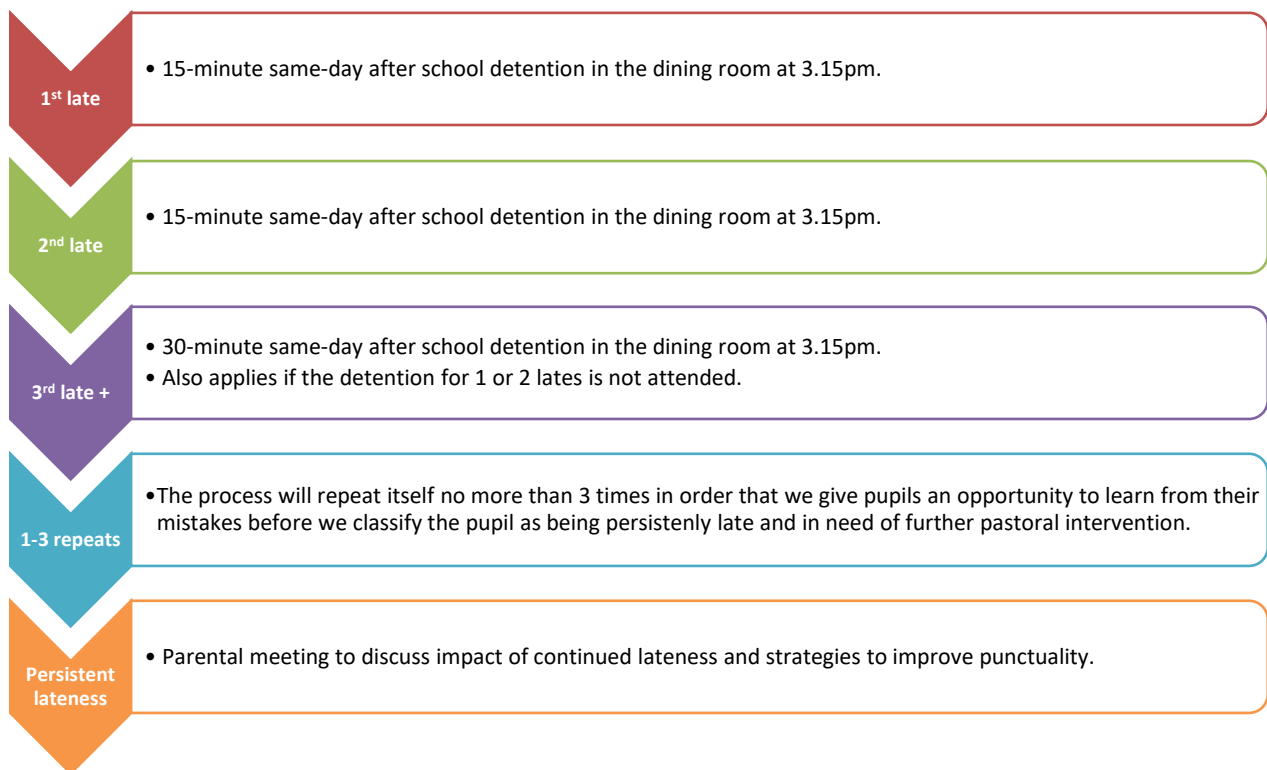 1st late
• 15-minute same-day after school detention in the dining room at 3.15pm.
2nd late
• 15-minute same-day after school detention in the dining room at 3.15pm.
3rd late +
• 30-minute same-day after school detention in the dining room at 3.15pm.
• Also applies if the detention for 1 or 2 lates is not attended.
1-3 repeats
•The process will repeat itself no more than 3 times in order that we give pupils an opportunity to learn from their
mistakes before we classify the pupil as being persistenly late and in need of further pastoral intervention.
Persistent
lateness
• Parental meeting to discuss impact of continued lateness and strategies to improve punctuality.